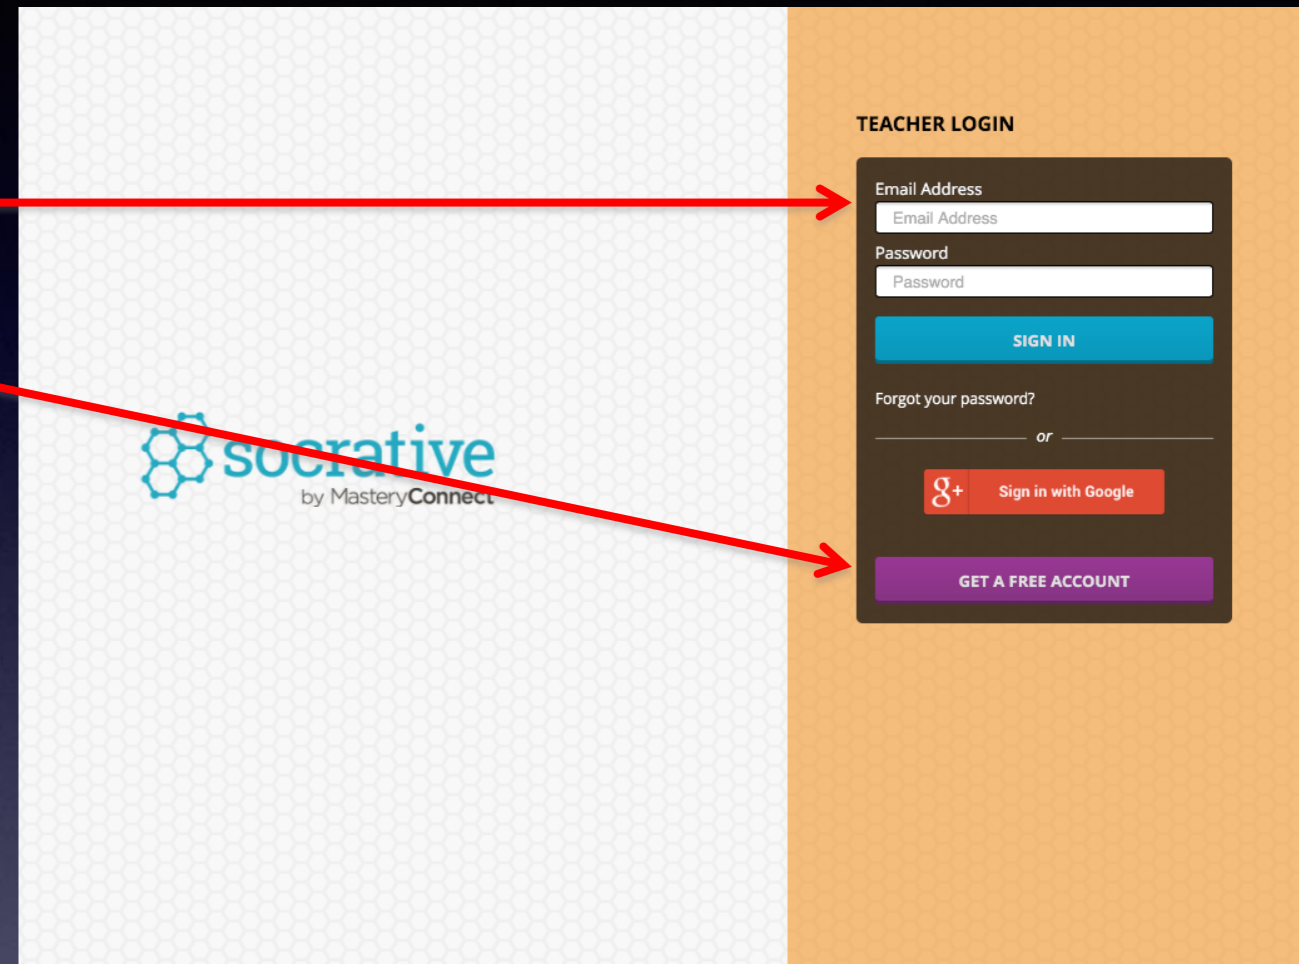 TEACHER LOGIN
Email Address
Email Address
Password
Password
SIGN IN
Forgot your password?
or
g+ Sign in with Google
GET A FREE ACCOUNT
socrative
by MasteryConnect